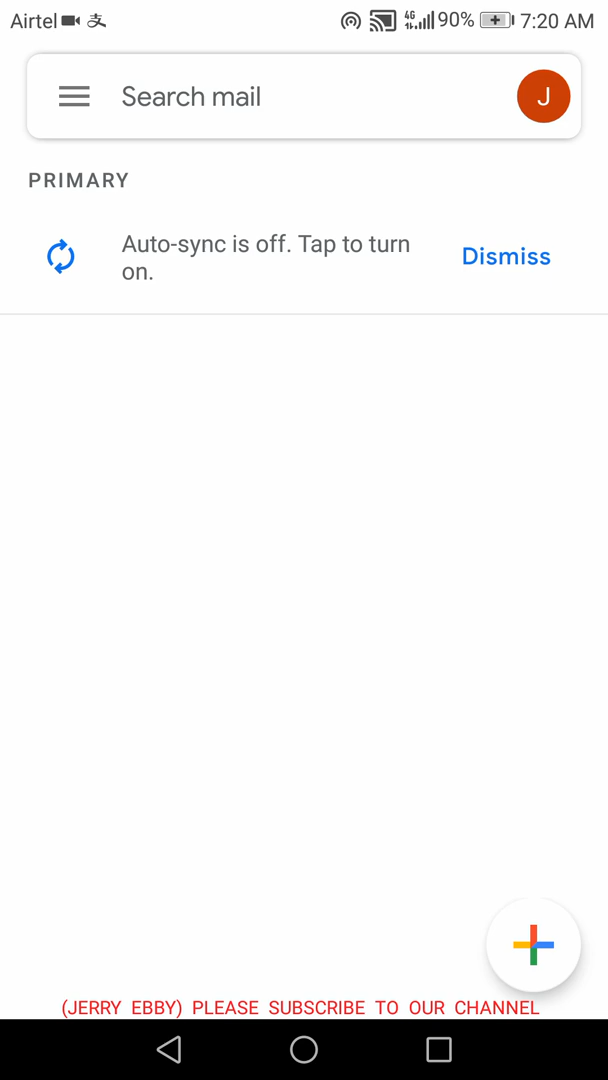 Airtel 4G 90% 7:20 AM
Search mail J
PRIMARY
Auto-sync is off. Tap to turn
on.
Dismiss
(JERRY EBBY) PLEASE SUBSCRIBE TO OUR CHANNEL